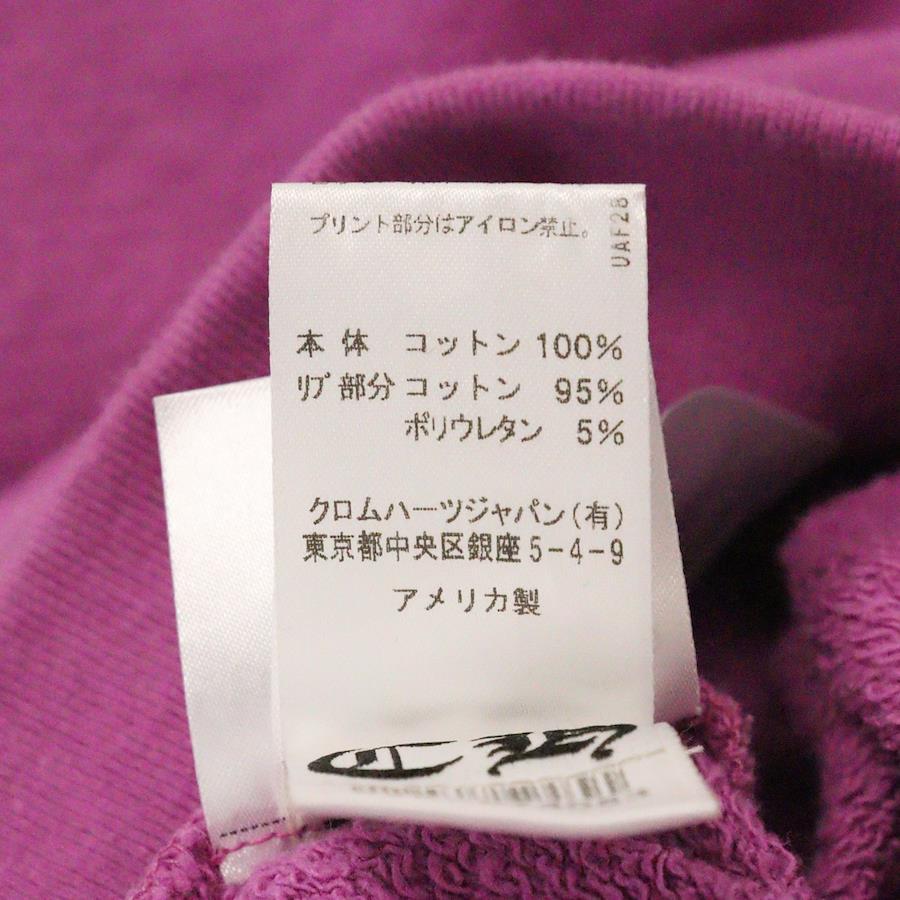 プリント部分はアイロン禁止。
UAF28
本体 コットン 100%
リブ部分 コットン 95%
ポリウレタン 5%
クロムハーツジャパン(有)
東京都中央区銀座5-4-9
アメリカ製